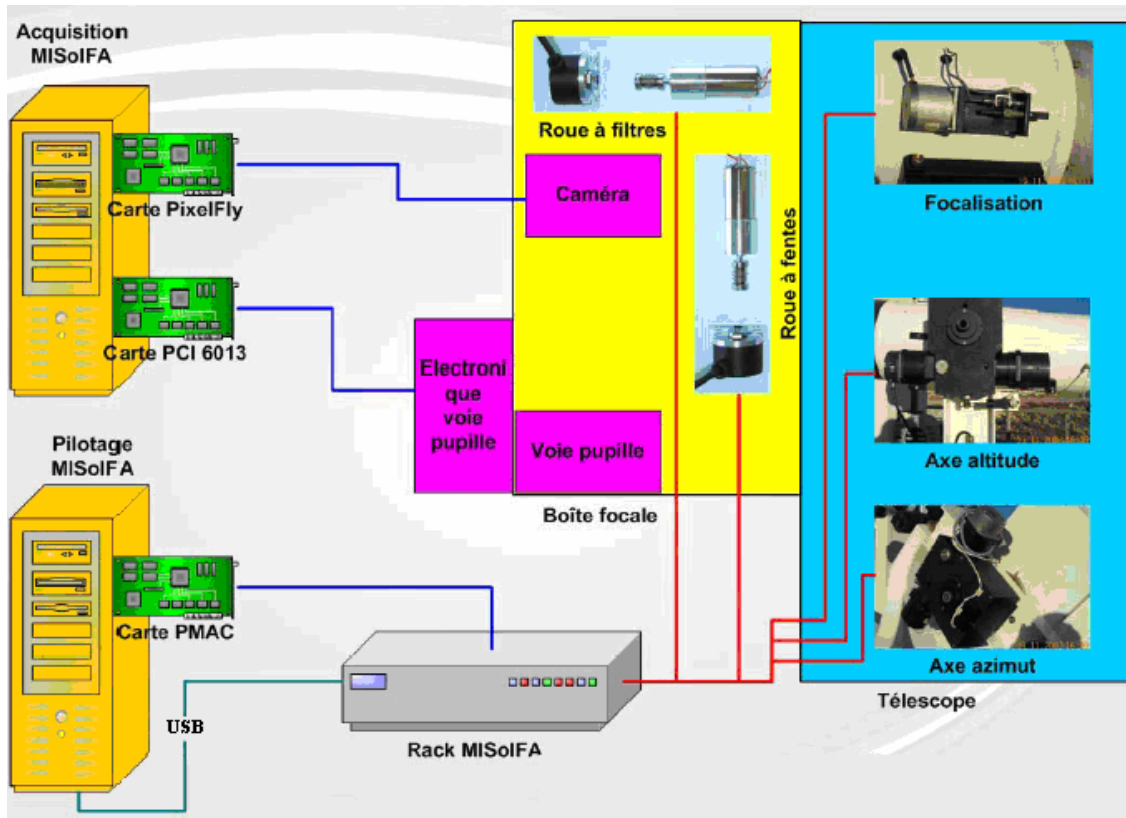 Acquisition
MISolFA
Carte PixelFly
Carte PCI 6013
Pilotage
MISolFA
Carte PMAC
USB
Rack MISolFA
Roue à filtres
Caméra
Roue à fentes
Electroni
que
voie
pupille
Voie pupille
Boîte focale
Focalisation
Axe altitude
Axe azimut
Télescope